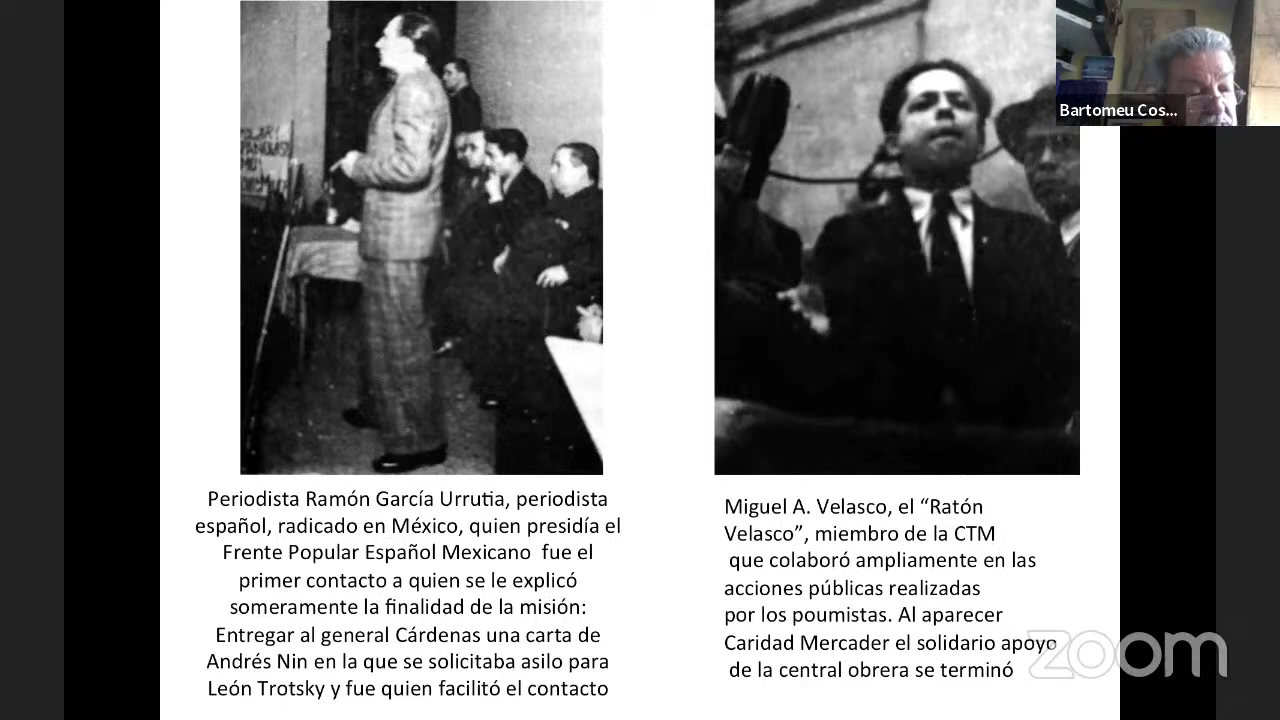 Periodista Ramón García Urrutia, periodista
español, radicado en México, quien presidía el
Frente Popular Español Mexicano fue el
primer contacto a quien se le explicó
someramente la finalidad de la misión:
Entregar al general Cárdenas una carta de
Andrés Nin en la que se solicitaba asilo para
León Trotsky y fue quien facilitó el contacto
Miguel A. Velasco, el “Ratón
Velasco”, miembro de la CTM
que colaboró ampliamente en las
acciones públicas realizadas
por los poumistas. Al aparecer
Caridad Mercader el solidario apoyo
de la central obrera se terminó
Bartomeu Cos...
zoom